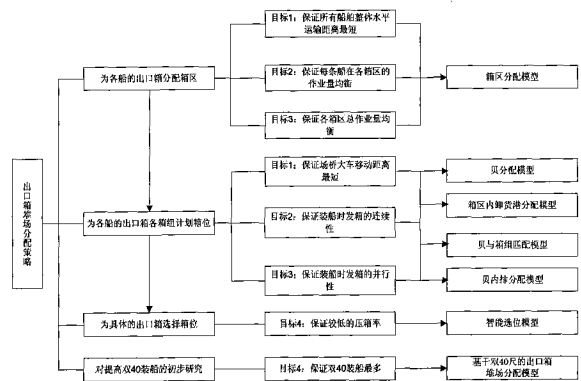 目标1：保证所有船舶整体水平
运输距离最短
为各船的出口箱分配箱区
目标2：保证每条船在各箱区的
作业量均衡
箱区分配模型
目标3：保证各箱区总作业量均
衡
出口箱堆场分配策略
目标1：保证场桥大车移动距离
最短
贝分配模型
箱区内卸货港分配模型
为各船的出口箱各箱组计划箱位
目标2：保证装船时发箱的连续
性
贝与箱组匹配模型
目标3：保证装船时发箱的并行
性
贝内排分配模型
为具体的出口箱选择箱位
目标4：保证较低的压箱率
智能选位模型
对提高双40装船的初步研究
目标4：保证双40装船最多
基于双40尺的出口箱
堆场分配模型